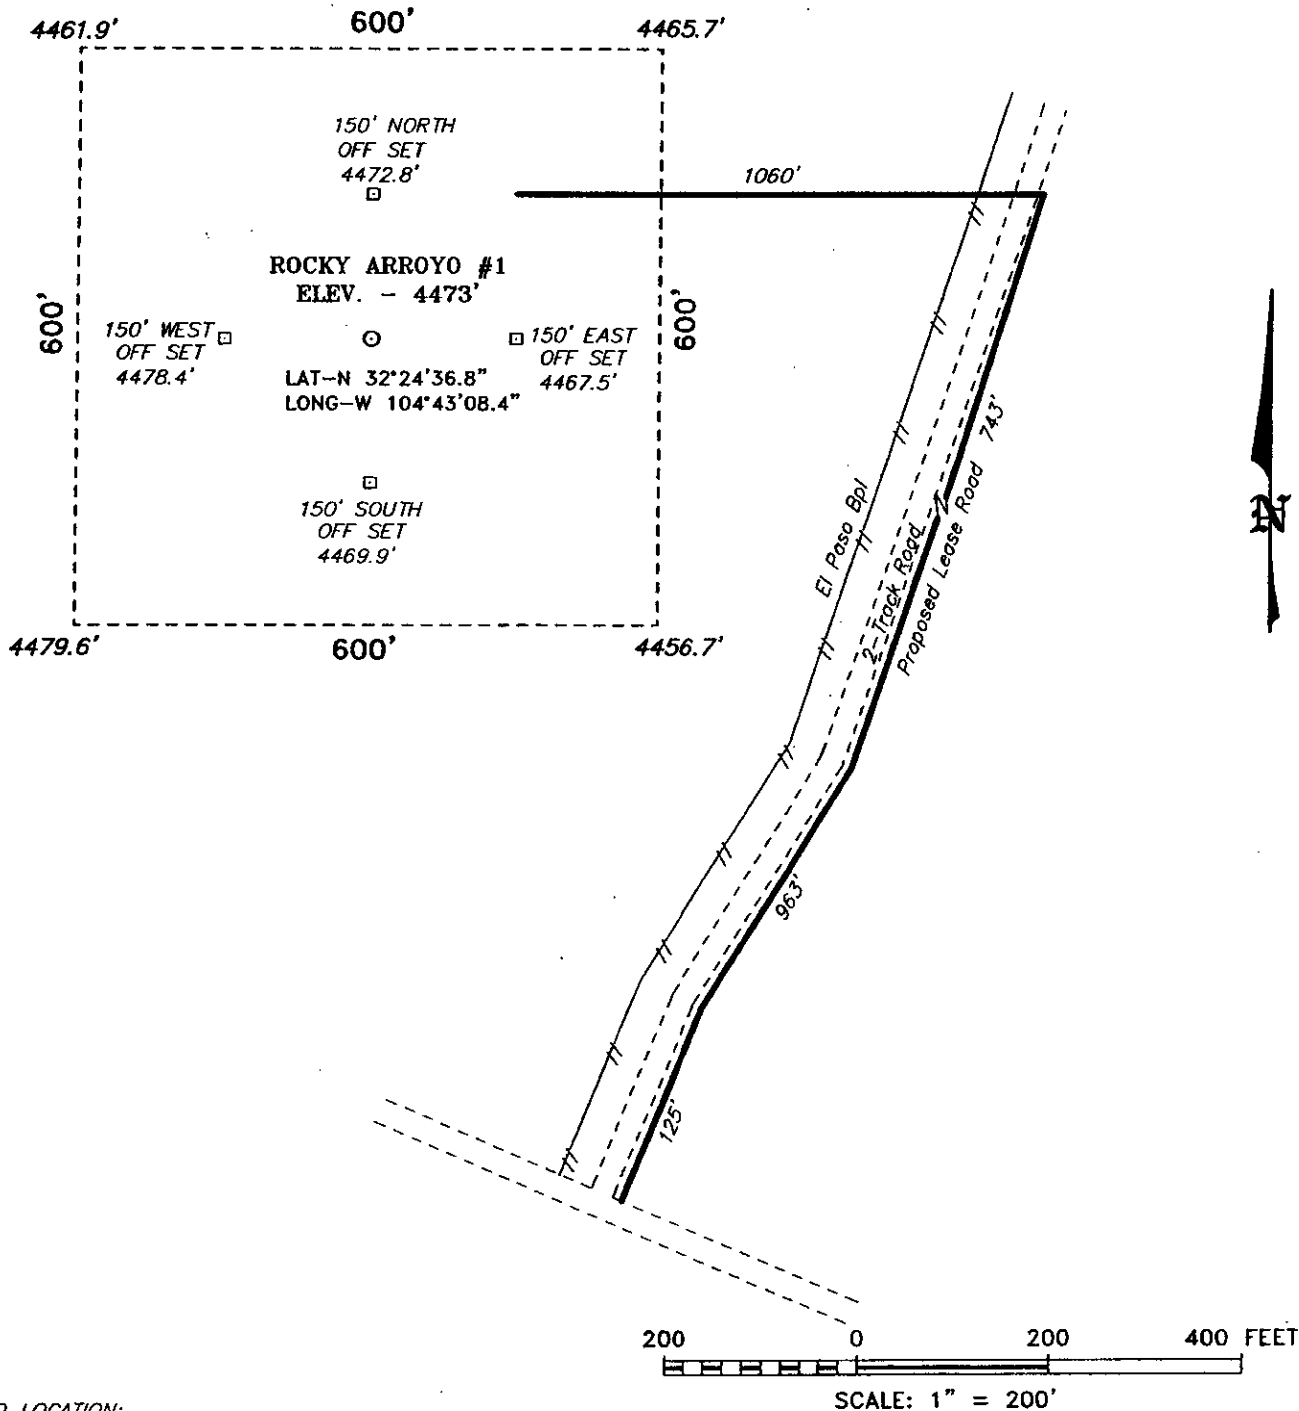 4461.9'
600'
4465.7'
150' NORTH
OFF SET
4472.8'
1060'
ROCKY ARROYO #1
ELEV. - 4473'
600'
150' WEST
OFF SET
4478.4'
150' EAST
OFF SET
4467.5'
600'
LAT-N 32°24'36.8"
LONG-W 104°43'08.4"
150' SOUTH
OFF SET
4469.9'
743'
El Paso Bpl
2-Track Road
Proposed Lease Road
N
4479.6'
600'
4456.7'
963'
125'
200 0 200 400 FEET
SCALE: 1" = 200'